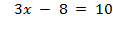 3x − 8 = 10